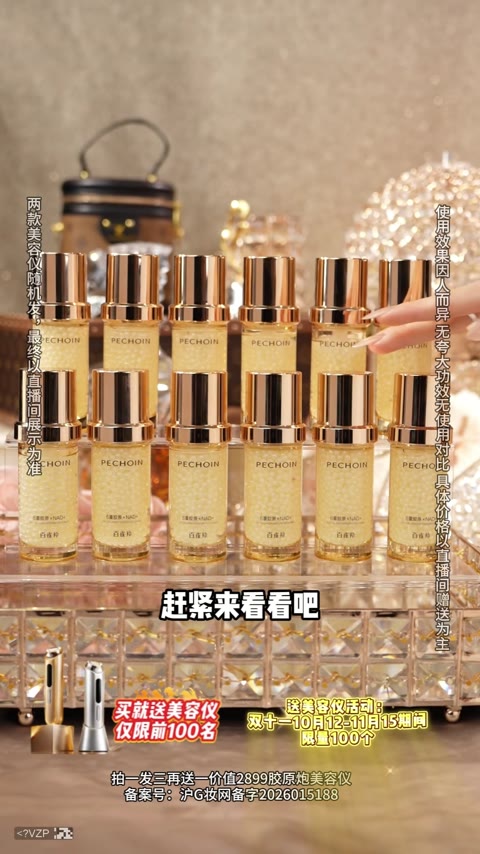 两款美容仪随机发，最终以直播间展示为准
使用效果因人而异 无夸大功效无使用对比 具体价格以直播间赠送为主
PECHOIN
PECHOIN
PECHOIN
PECHOIN
PECHOIN
PECHOIN
PECHOIN
PECHOIN
PECHOIN
PECHOIN
百雀羚
百雀羚
百雀羚
百雀羚
赶紧来看看吧
买就送美容仪
仅限前100名
送美容仪活动：
双十一10月12-11月15期间
限量100个
拍一发三再送一价值2899胶原炮美容仪
备案号：沪G妆网备字2026015188
<?VZP